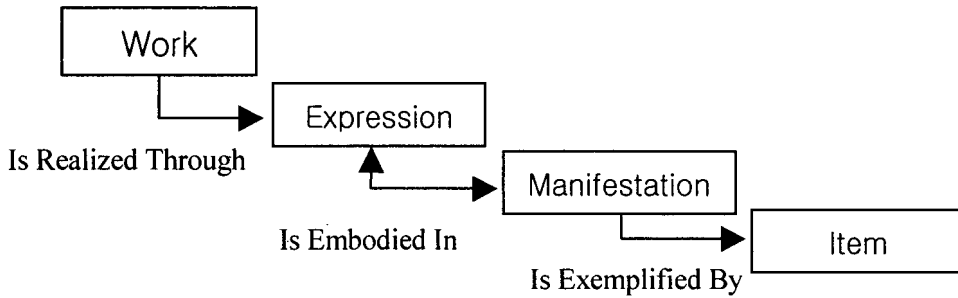 Work
Expression
Is Realized Through
Manifestation
Is Embodied In
Item
Is Exemplified By